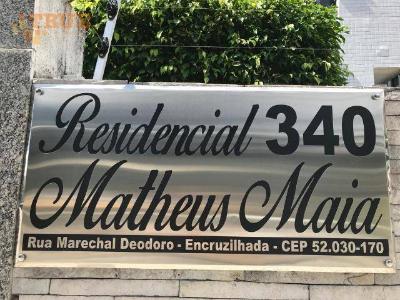 Residencial 340
Matheus Maia
Rua Marechal Deodoro - Encruzilhada - CEP 52.030-170